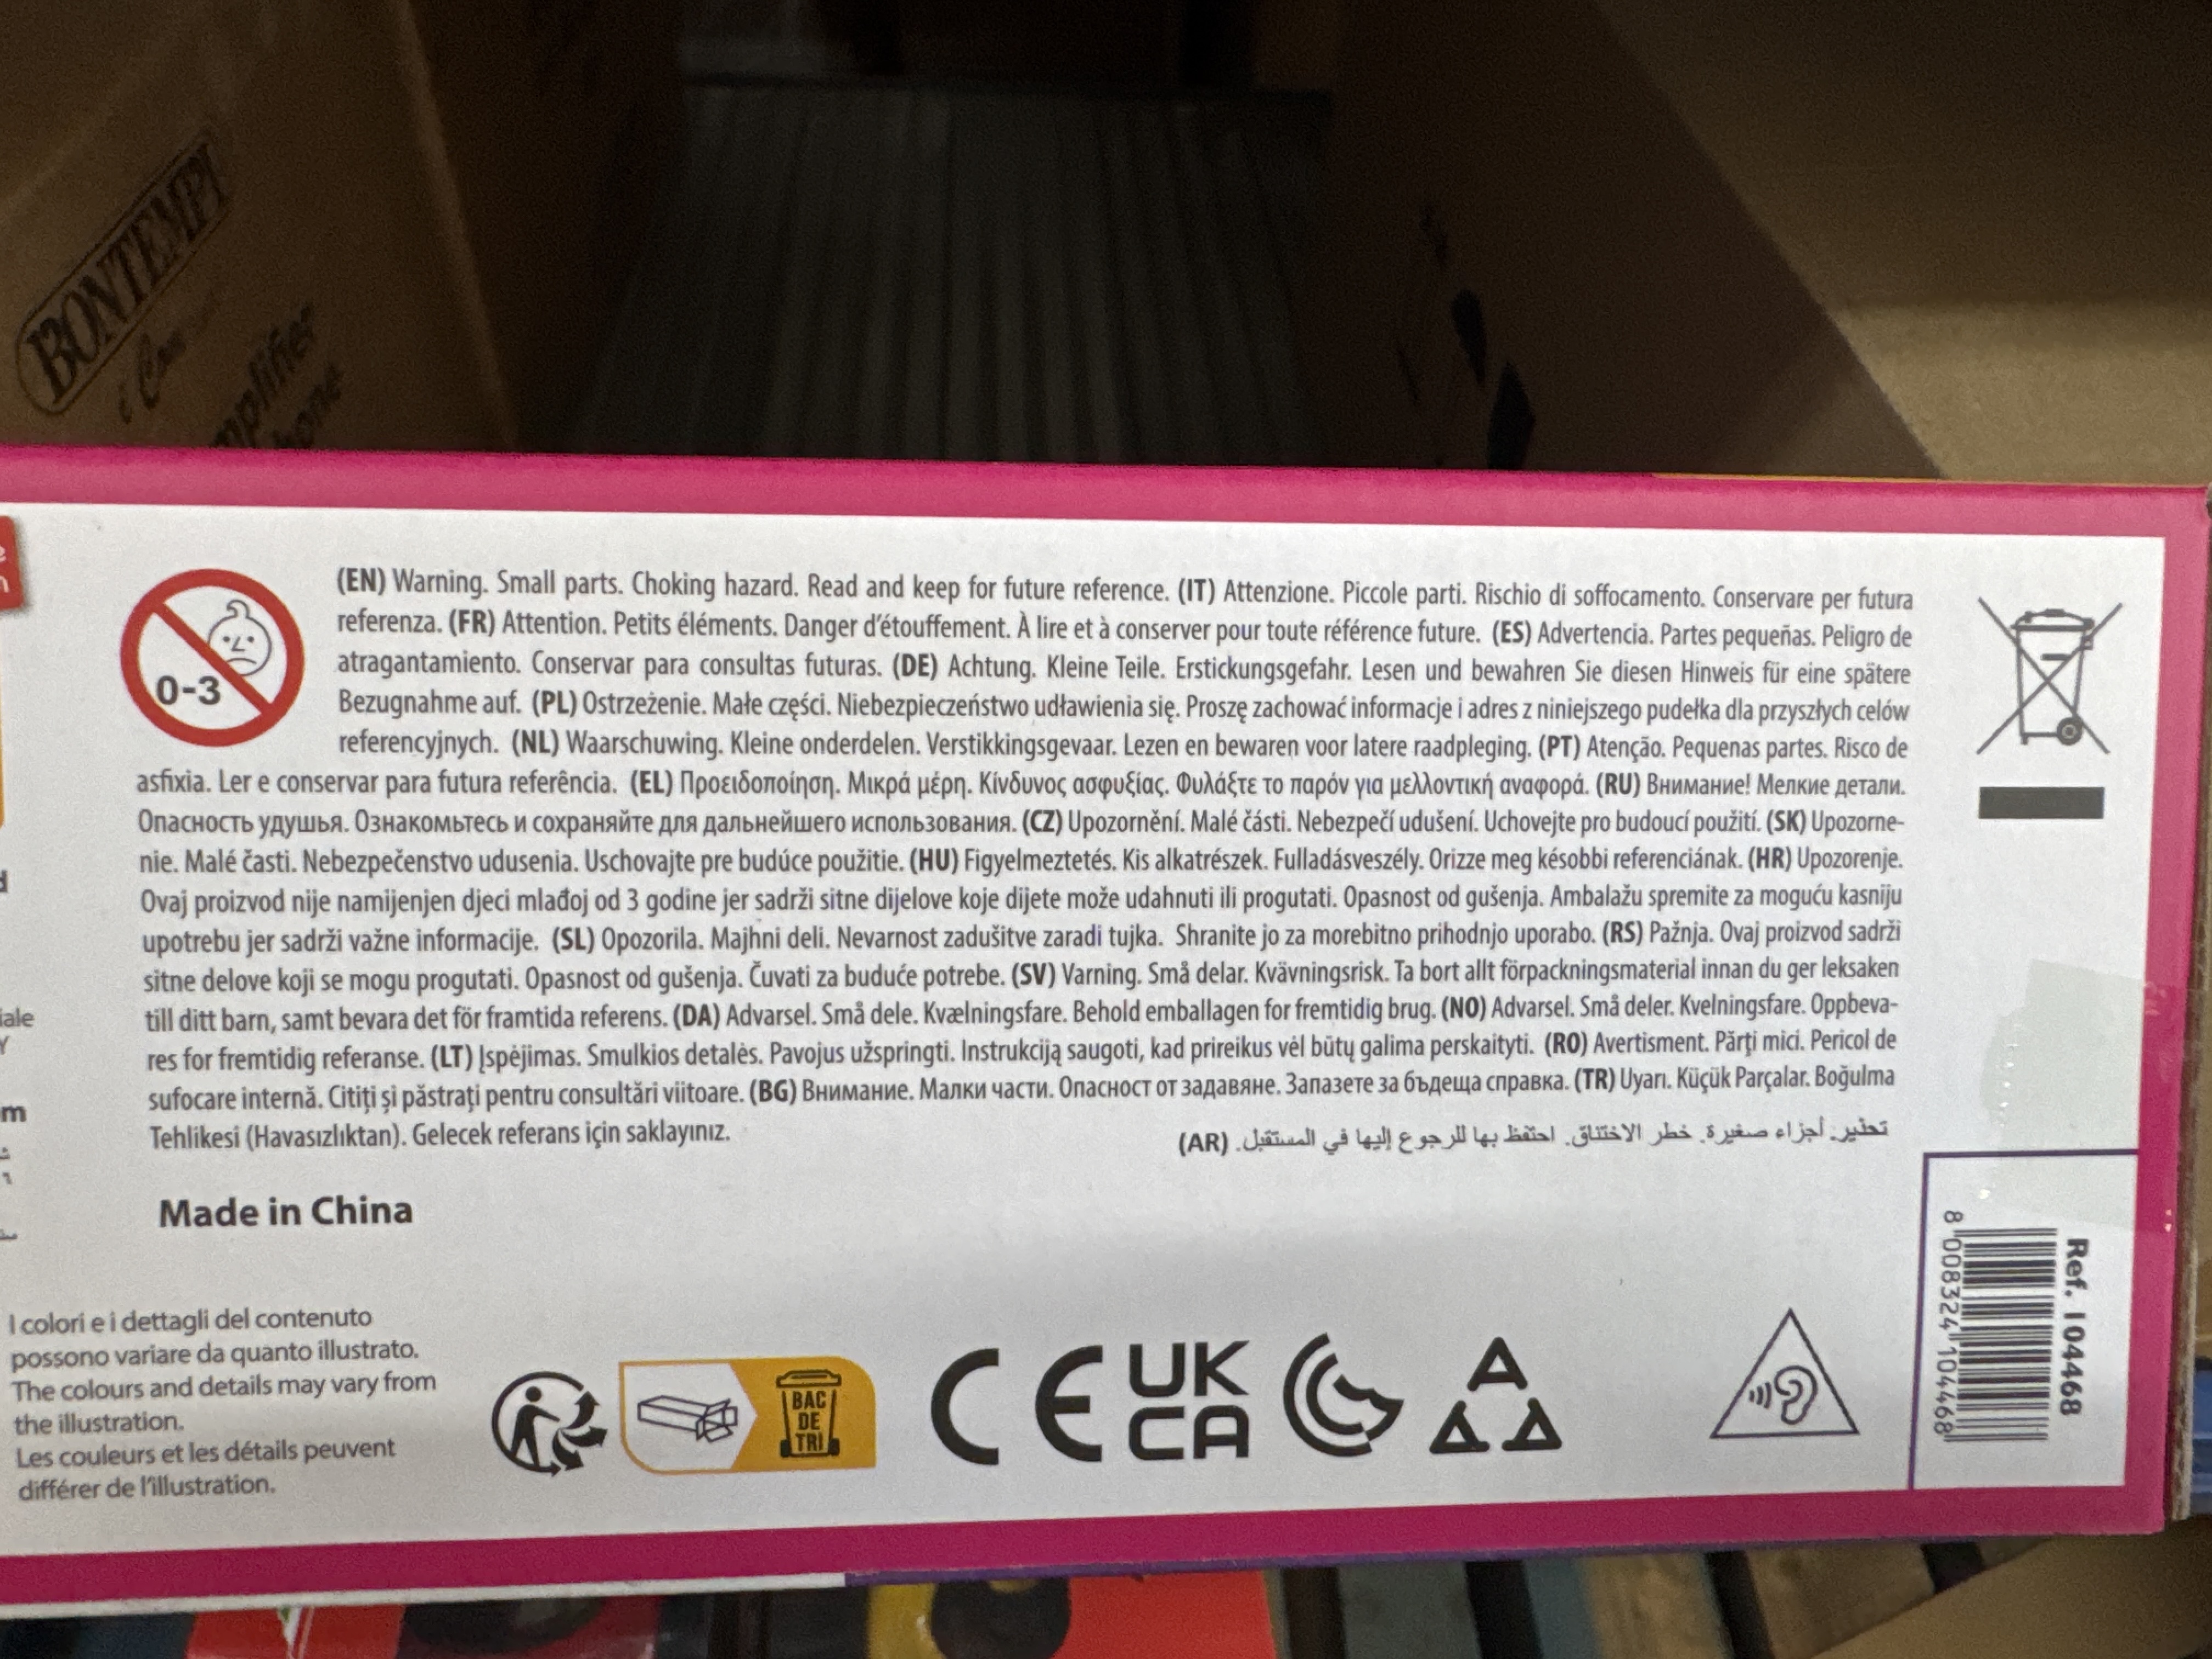 BONTEMPI
(EN) Warning. Small parts. Choking hazard. Read and keep for future reference. (IT) Attenzione. Piccole parti. Rischio di soffocamento. Conservare per futura
referenza. (FR) Attention. Petits éléments. Danger d'étouffement. À lire et à conserver pour toute référence future. (ES) Advertencia. Partes pequeñas. Peligro de
atragantamiento. Conservar para consultas futuras. (DE) Achtung. Kleine Teile. Erstickungsgefahr. Lesen und bewahren Sie diesen Hinweis für eine spätere
0-3
Bezugnahme auf. (PL) Ostrzeżenie. Małe części. Niebezpieczeństwo udławienia się. Proszę zachować informacje i adres z niniejszego pudełka dla przyszłych celów
referencyjnych. (NL) Waarschuwing. Kleine onderdelen. Verstikkingsgevaar. Lezen en bewaren voor latere raadpleging. (PT) Atenção. Pequenas partes. Risco de
asfixia. Ler e conservar para futura referência. (EL) Προειδοποίηση. Μικρά μέρη. Κίνδυνος ασφυξίας. Φυλάξτε το παρόν για μελλοντική αναφορά. (RU) Внимание! Мелкие детали.
Опасность удушья. Ознакомьтесь и сохраняйте для дальнейшего использования. (CZ) Upozornění. Malé části. Nebezpečí udušení. Uchovejte pro budoucí použití. (SK) Upozorne-
nie. Malé časti. Nebezpečenstvo udusenia. Uschovajte pre budúce použitie. (HU) Figyelmeztetés. Kis alkatrészek. Fulladásveszély. Orizze meg késobbi referenciának. (HR) Upozorenje.
Ovaj proizvod nije namijenjen djeci mlađoj od 3 godine jer sadrži sitne dijelove koje dijete može udahnuti ili progutati. Opasnost od gušenja. Ambalažu spremite za moguću kasniju
upotrebu jer sadrži važne informacije. (SL) Opozorila. Majhni deli. Nevarnost zadušitve zaradi tujka. Shranite jo za morebitno prihodnjo uporabo. (RS) Pažnja. Ovaj proizvod sadrži
sitne delove koji se mogu progutati. Opasnost od gušenja. Čuvati za buduće potrebe. (SV) Varning. Små delar. Kvävningsrisk. Ta bort allt förpackningsmaterial innan du ger leksaken
till ditt barn, samt bevara det för framtida referens. (DA) Advarsel. Små dele. Kvælningsfare. Behold emballagen for fremtidig brug. (NO) Advarsel. Små deler. Kvelningsfare. Oppbeva-
res for fremtidig referanse. (LT) Įspėjimas. Smulkios detalės. Pavojus užspringti. Instrukciją saugoti, kad prireikus vėl būtų galima perskaityti. (RO) Avertisment. Părți mici. Pericol de
sufocare internă. Citiți și păstrați pentru consultări viitoare. (BG) Внимание. Малки части. Опасност от задавяне. Запазете за бъдеща справка. (TR) Uyarı. Küçük Parçalar. Boğulma
Tehlikesi (Havasızlıktan). Gelecek referans için saklayınız.
تحذير. أجزاء صغيرة. خطر الاختناق. احتفظ بها للرجوع إليها في المستقبل. (AR)
Made in China
I colori e i dettagli del contenuto
possono variare da quanto illustrato.
The colours and details may vary from
the illustration.
Les couleurs et les détails peuvent
différer de l'illustration.
BAC
DE
TRI
CE
UK
CA
Ref. 104468
8 008324 104468